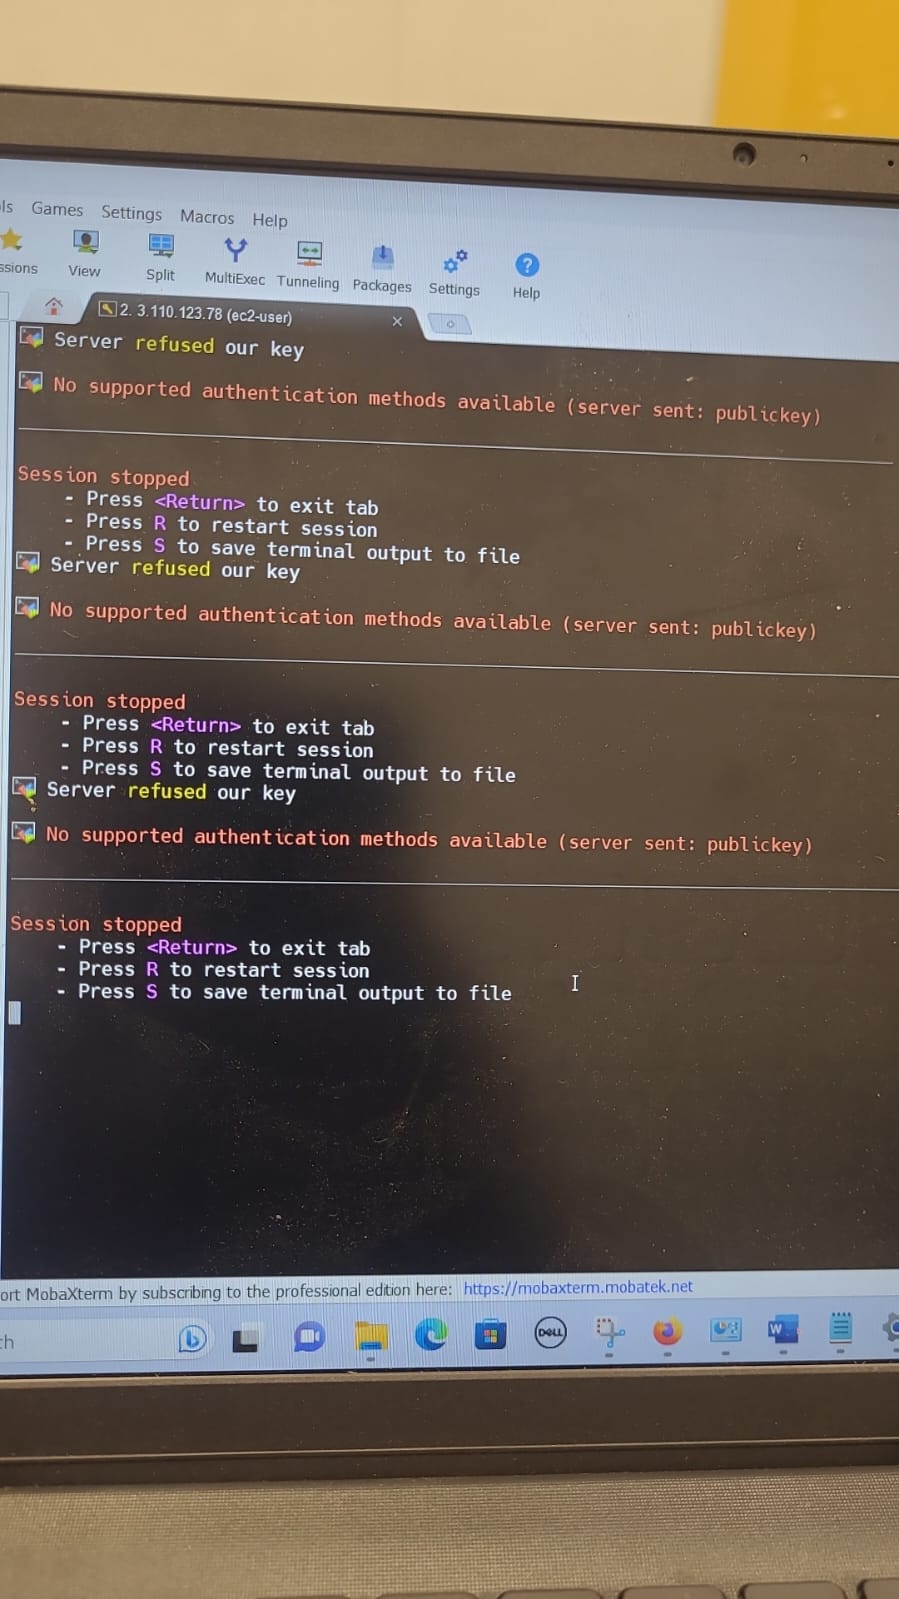 ls Games Settings Macros Help
ssions View Split MultiExec Tunneling Packages Settings Help
2. 3.110.123.78 (ec2-user)
Server refused our key
No supported authentication methods available (server sent: publickey)
Session stopped
- Press <Return> to exit tab
- Press R to restart session
- Press S to save terminal output to file
Server refused our key
No supported authentication methods available (server sent: publickey)
Session stopped
- Press <Return> to exit tab
- Press R to restart session
- Press S to save terminal output to file
Server refused our key
No supported authentication methods available (server sent: publickey)
Session stopped
- Press <Return> to exit tab
- Press R to restart session
- Press S to save terminal output to file
ort MobaXterm by subscribing to the professional edition here: https://mobaxterm.mobatek.net
ch
DELL
W